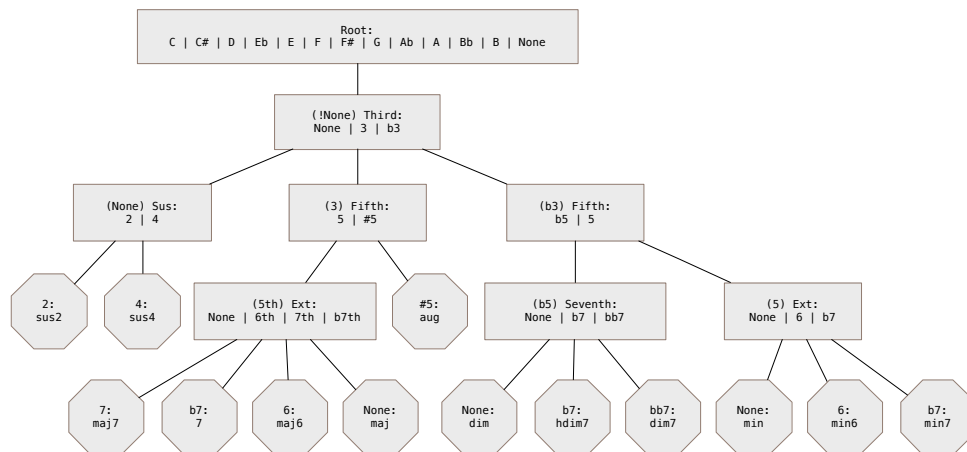 Root:
C | C# | D | Eb | E | F | F# | G | Ab | A | Bb | B | None
(!None) Third:
None | 3 | b3
(None) Sus:
2 | 4
(3) Fifth:
5 | #5
(b3) Fifth:
b5 | 5
2:
sus2
4:
sus4
(5th) Ext:
None | 6th | 7th | b7th
#5:
aug
(b5) Seventh:
None | b7 | bb7
(5) Ext:
None | 6 | b7
7:
maj7
b7:
7
6:
maj6
None:
maj
None:
dim
b7:
hdim7
bb7:
dim7
None:
min
6:
min6
b7:
min7